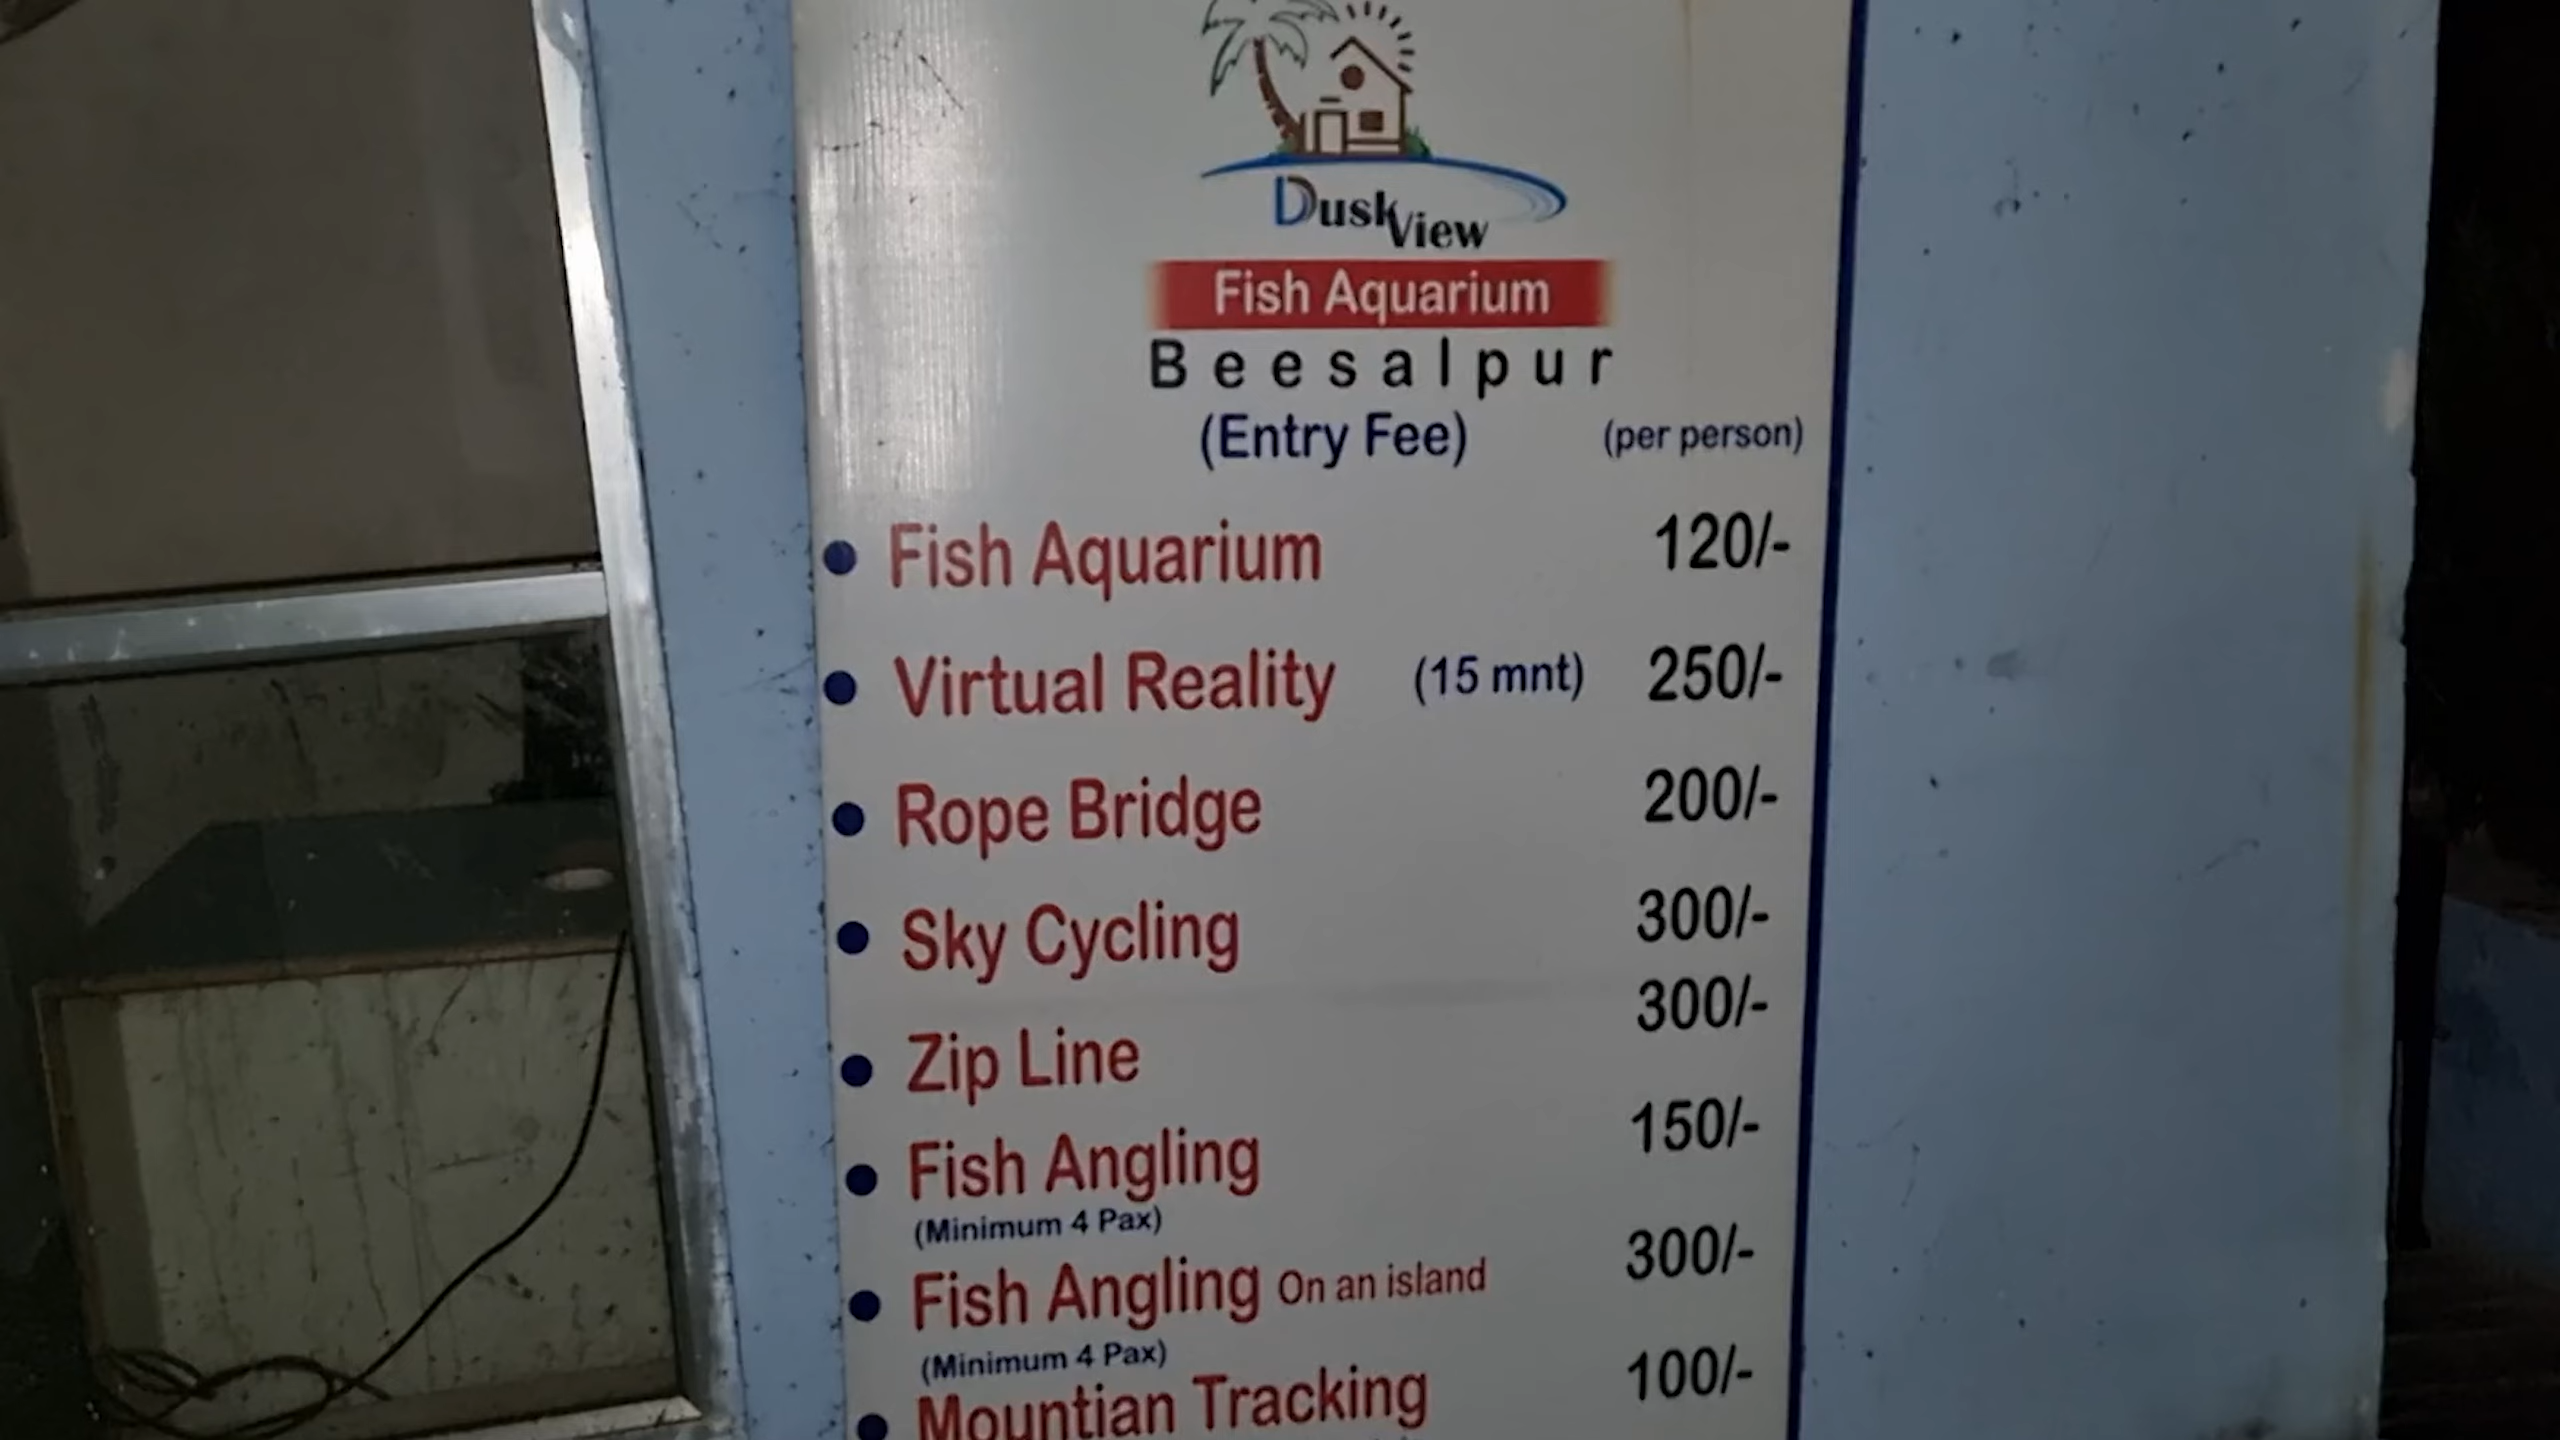 Dusk View
Fish Aquarium
Beesalpur
(Entry Fee) (per person)
• Fish Aquarium 120/-
• Virtual Reality (15 mnt) 250/-
• Rope Bridge 200/-
• Sky Cycling 300/-
• Zip Line 300/-
• Fish Angling 150/-
(Minimum 4 Pax)
• Fish Angling On an island 300/-
(Minimum 4 Pax)
• Mountian Tracking 100/-